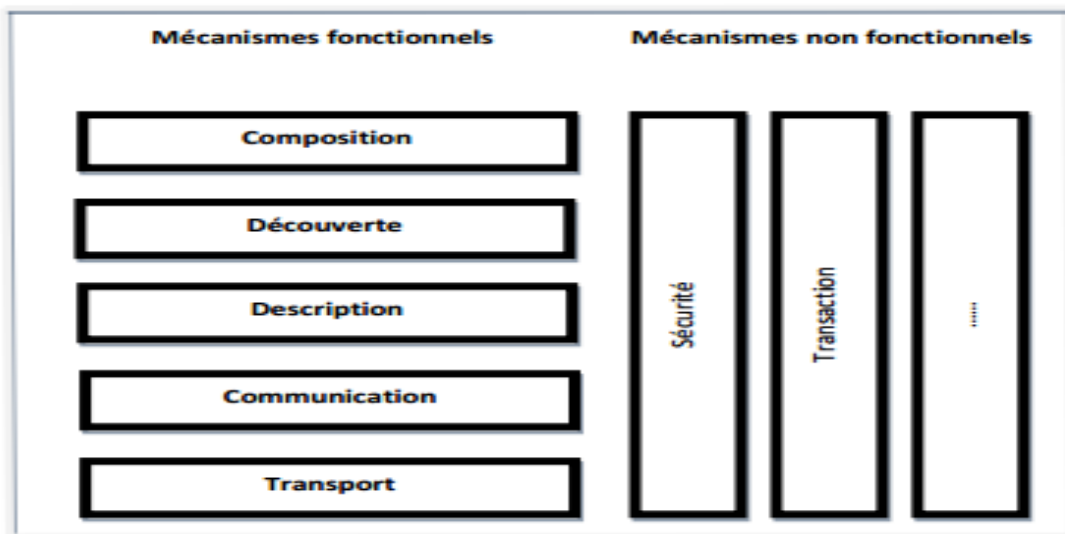 Mécanismes fonctionnels
Mécanismes non fonctionnels
Composition
Découverte
Description
Communication
Transport
Sécurité
Transaction
......